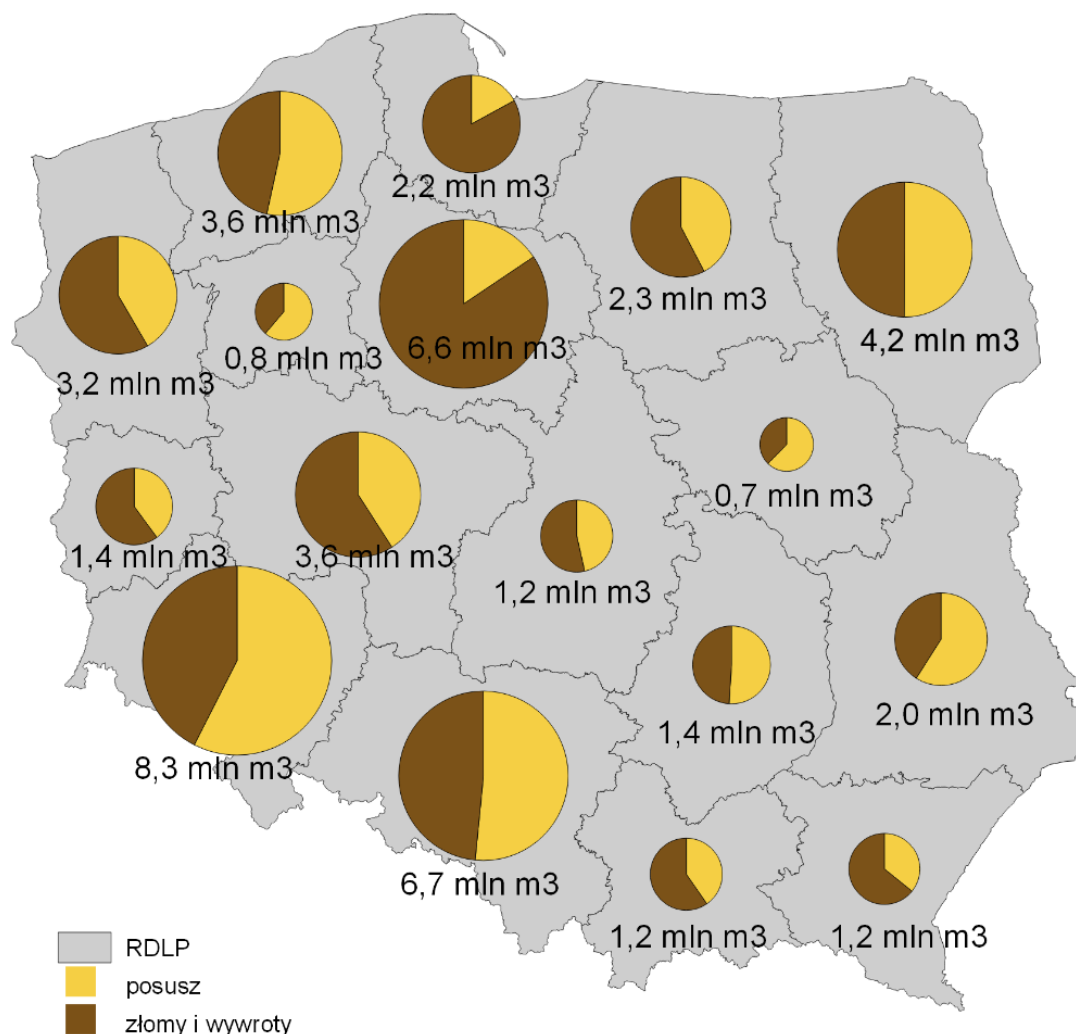 2,2 mln m3
3,6 mln m3
2,3 mln m3
4,2 mln m3
6,6 mln m3
0,8 mln m3
3,2 mln m3
0,7 mln m3
1,4 mln m3
3,6 mln m3
1,2 mln m3
2,0 mln m3
1,4 mln m3
8,3 mln m3
6,7 mln m3
1,2 mln m3
1,2 mln m3
RDLP
posusz
złomy i wywroty